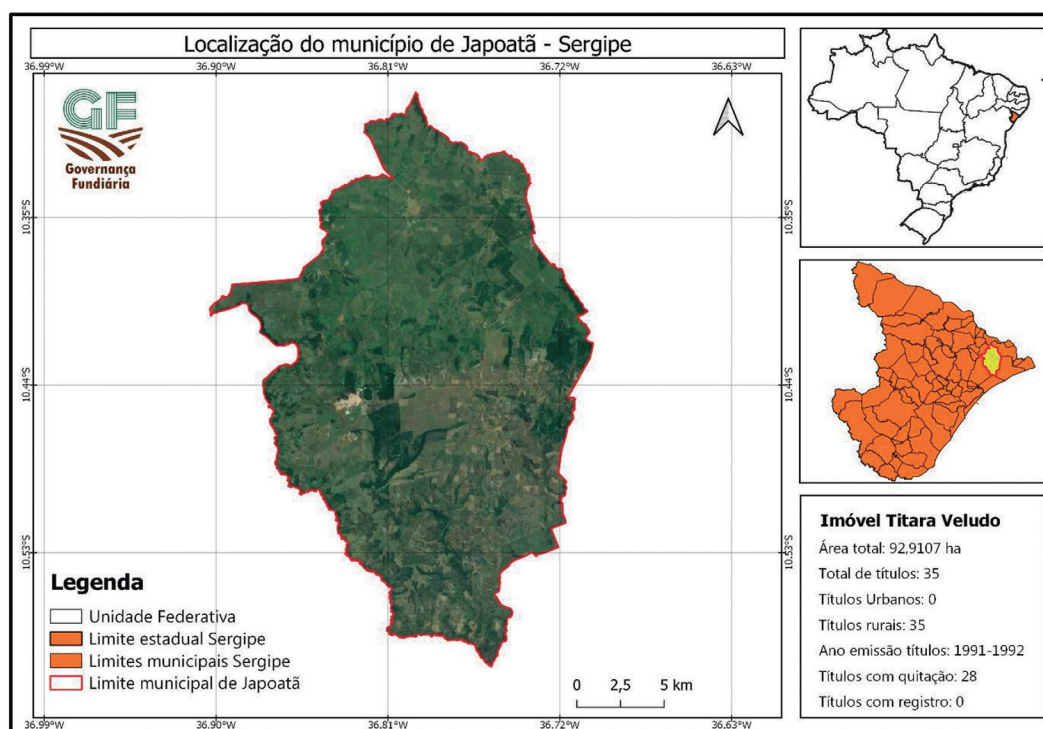 Localização do município de Japoatã - Sergipe
36.99°W 36.90°W 36.81°W 36.72°W 36.63°W
GF
Governança
Fundiária
10.35°S 10.35°S
10.44°S 10.44°S
10.53°S 10.53°S
Legenda
Unidade Federativa
Limite estadual Sergipe
Limites municipais Sergipe
Limite municipal de Japoatã
0 2,5 5 km
36.99°W 36.90°W 36.81°W 36.72°W 36.63°W
Imóvel Titara Veludo
Área total: 92,9107 ha
Total de títulos: 35
Títulos Urbanos: 0
Títulos rurais: 35
Ano emissão títulos: 1991-1992
Títulos com quitação: 28
Títulos com registro: 0